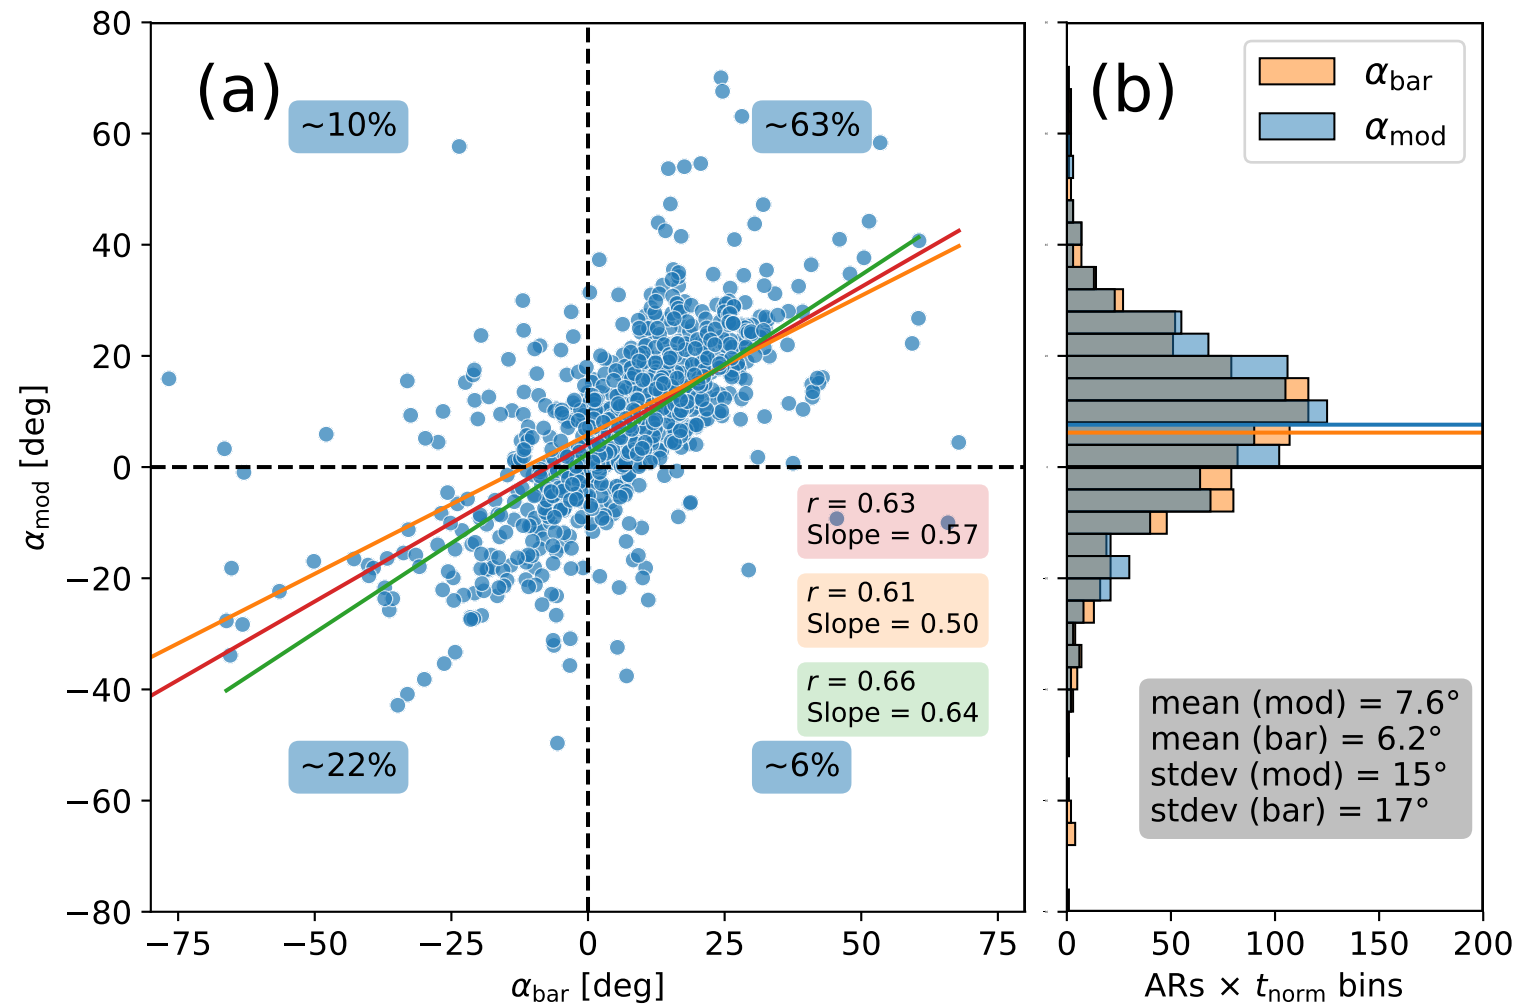 (a)
~10%
~63%
r = 0.63
Slope = 0.57
r = 0.61
Slope = 0.50
r = 0.66
Slope = 0.64
~22%
~6%
80
60
40
20
0
−20
−40
−60
−80
α_mod [deg]
−75 −50 −25 0 25 50 75
α_bar [deg]
(b)
α_bar
α_mod
mean (mod) = 7.6°
mean (bar) = 6.2°
stdev (mod) = 15°
stdev (bar) = 17°
0 50 100 150 200
ARs × t_norm bins